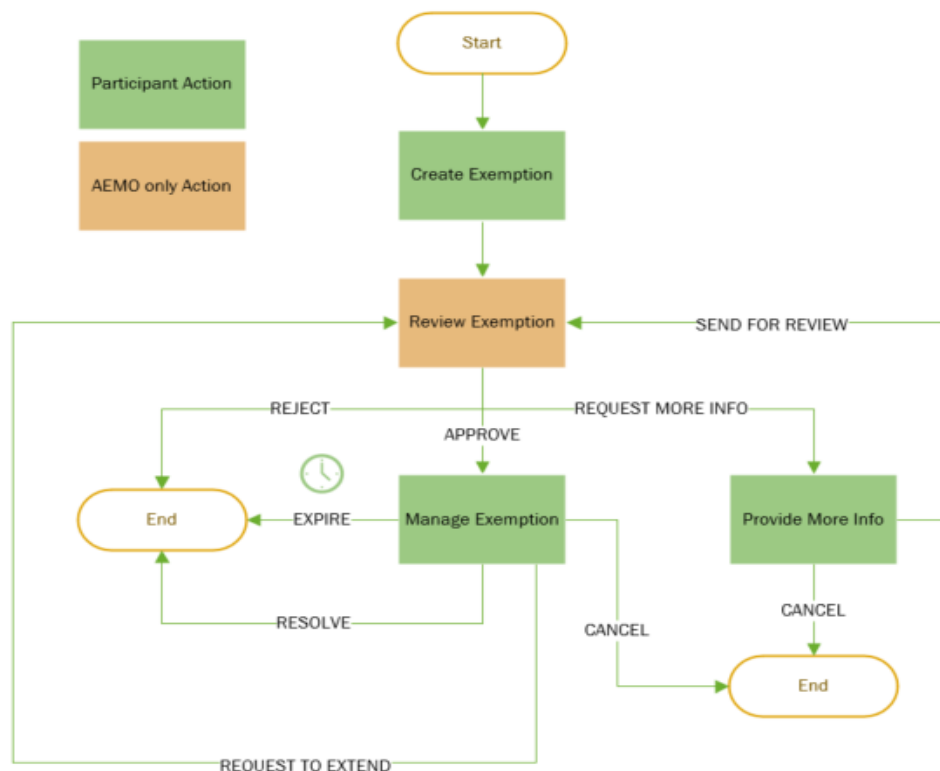 Start
Participant Action
Create Exemption
AEMO only Action
Review Exemption
SEND FOR REVIEW
REJECT
REQUEST MORE INFO
APPROVE
End
EXPIRE
Manage Exemption
Provide More Info
RESOLVE
CANCEL
CANCEL
End
REQUEST TO EXTEND